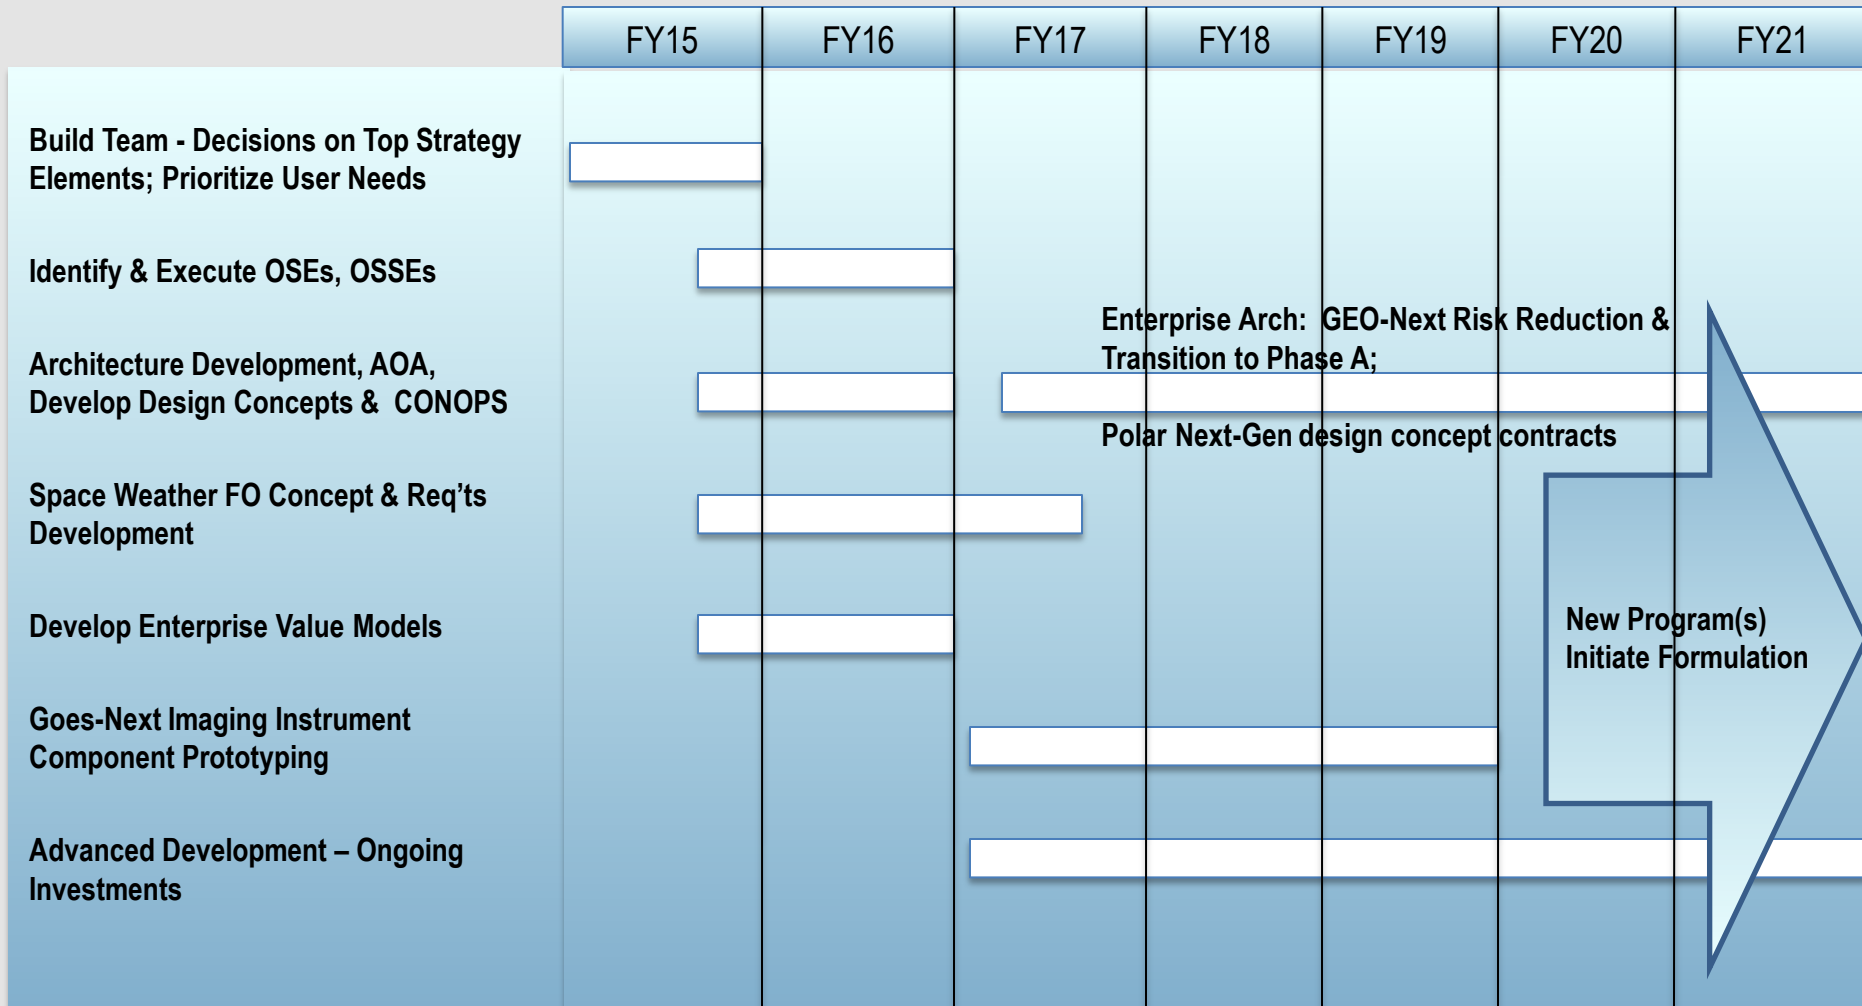 FY15 FY16 FY17 FY18 FY19 FY20 FY21
Build Team - Decisions on Top Strategy
Elements; Prioritize User Needs
Identify & Execute OSEs, OSSEs
Enterprise Arch: GEO-Next Risk Reduction &
Transition to Phase A;
Architecture Development, AOA,
Develop Design Concepts & CONOPS
Polar Next-Gen design concept contracts
Space Weather FO Concept & Req’ts
Development
Develop Enterprise Value Models
New Program(s)
Initiate Formulation
Goes-Next Imaging Instrument
Component Prototyping
Advanced Development – Ongoing
Investments